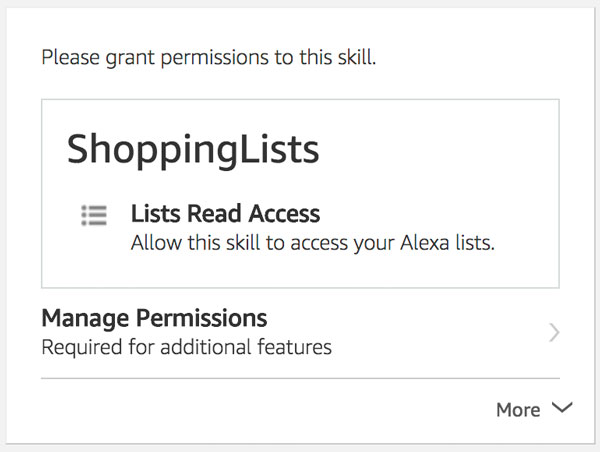 Please grant permissions to this skill.
ShoppingLists
Lists Read Access
Allow this skill to access your Alexa lists.
Manage Permissions
Required for additional features
More